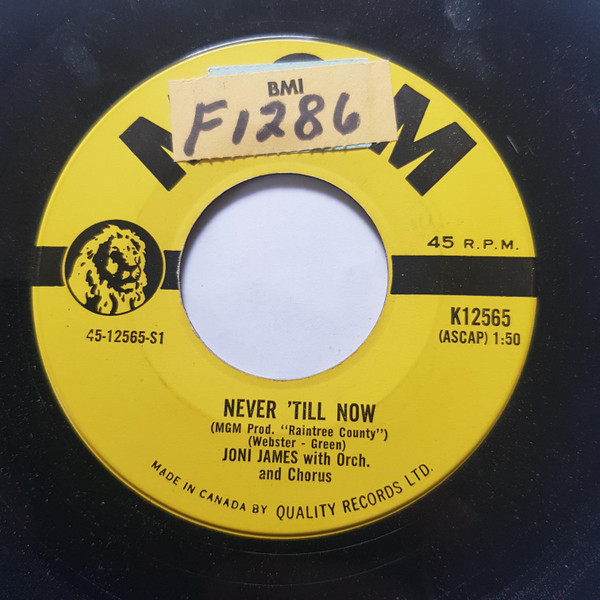 BMI
F1286
M
45 R.P.M.
K12565
45-12565-S1
(ASCAP) 1:50
NEVER 'TILL NOW
(MGM Prod. "Raintree County")
(Webster - Green)
JONI JAMES with Orch.
and Chorus
MADE IN CANADA BY QUALITY RECORDS LTD.